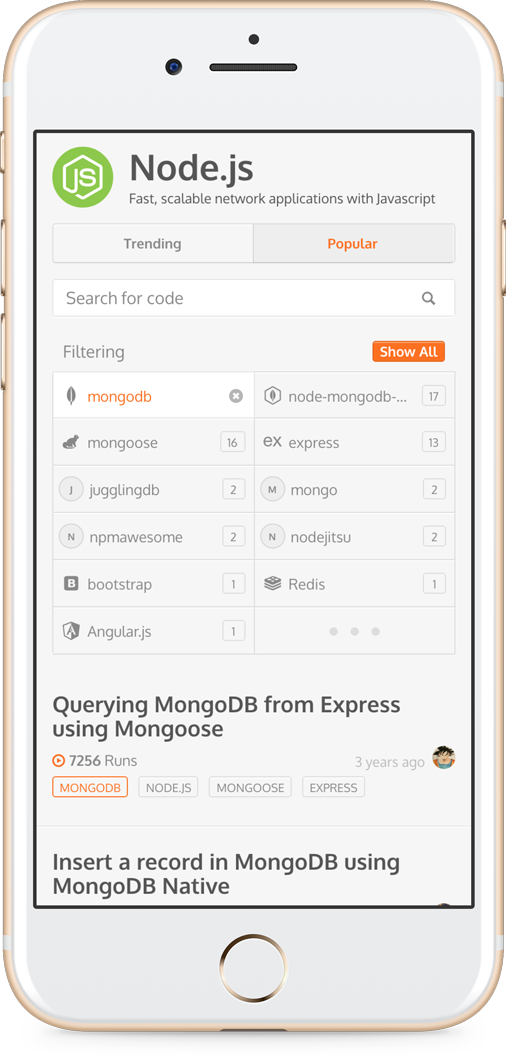 JS
Node.js
Fast, scalable network applications with Javascript
Trending
Popular
Search for code
Filtering
Show All
mongodb
node-mongodb-...
17
mongoose
16
ex
express
13
J
jugglingdb
2
M
mongo
2
N
npmawesome
2
N
nodejitsu
2
B
bootstrap
1
Redis
1
A
Angular.js
1
Querying MongoDB from Express
using Mongoose
7256 Runs
3 years ago
MONGODB
NODE.JS
MONGOOSE
EXPRESS
Insert a record in MongoDB using
MongoDB Native